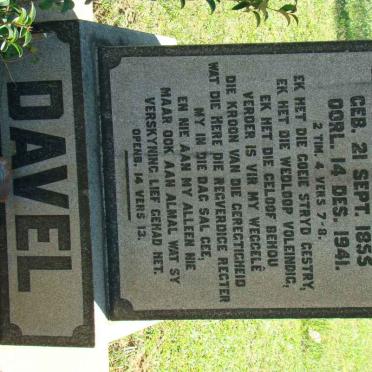 GEB. 21 SEPT. 1855
OORL. 14 DES. 1941.
2 TIM 4 VERS 7-8.
EK HET DIE GOEIE STRYD GESTRY,
EK HET DIE WEDLOOP VOLEINDIG,
EK HET DIE GELOOF BEHOU
VERDER IS VIR MY WEGGELÊ
DIE KROON VAN DIE GEREGTIGHEID
WAT DIE HERE DIE REGVERDIGE REGTER
MY IN DIE DAG SAL GEE,
EN NIE AAN MY ALLEEN NIE
MAAR OOK AAN ALMAL WAT SY
VERSKYNING LIEF GEHAD HET.
OPENB. 14 VERS 13.
DAVEL